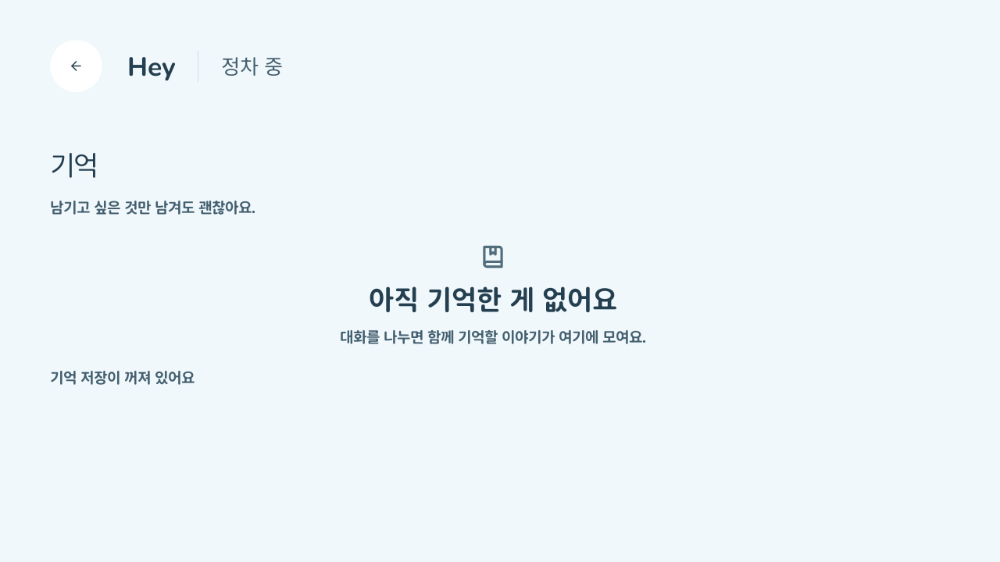 Hey
정차 중
기억
남기고 싶은 것만 남겨도 괜찮아요.
아직 기억한 게 없어요
대화를 나누면 함께 기억할 이야기가 여기에 모여요.
기억 저장이 꺼져 있어요